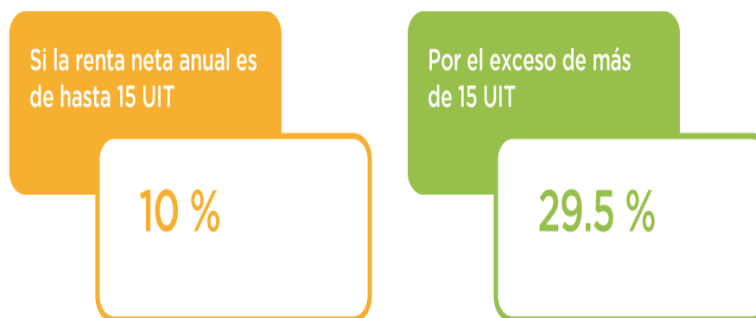 Si la renta neta anual es
de hasta 15 UIT
10 %
Por el exceso de más
de 15 UIT
29.5 %